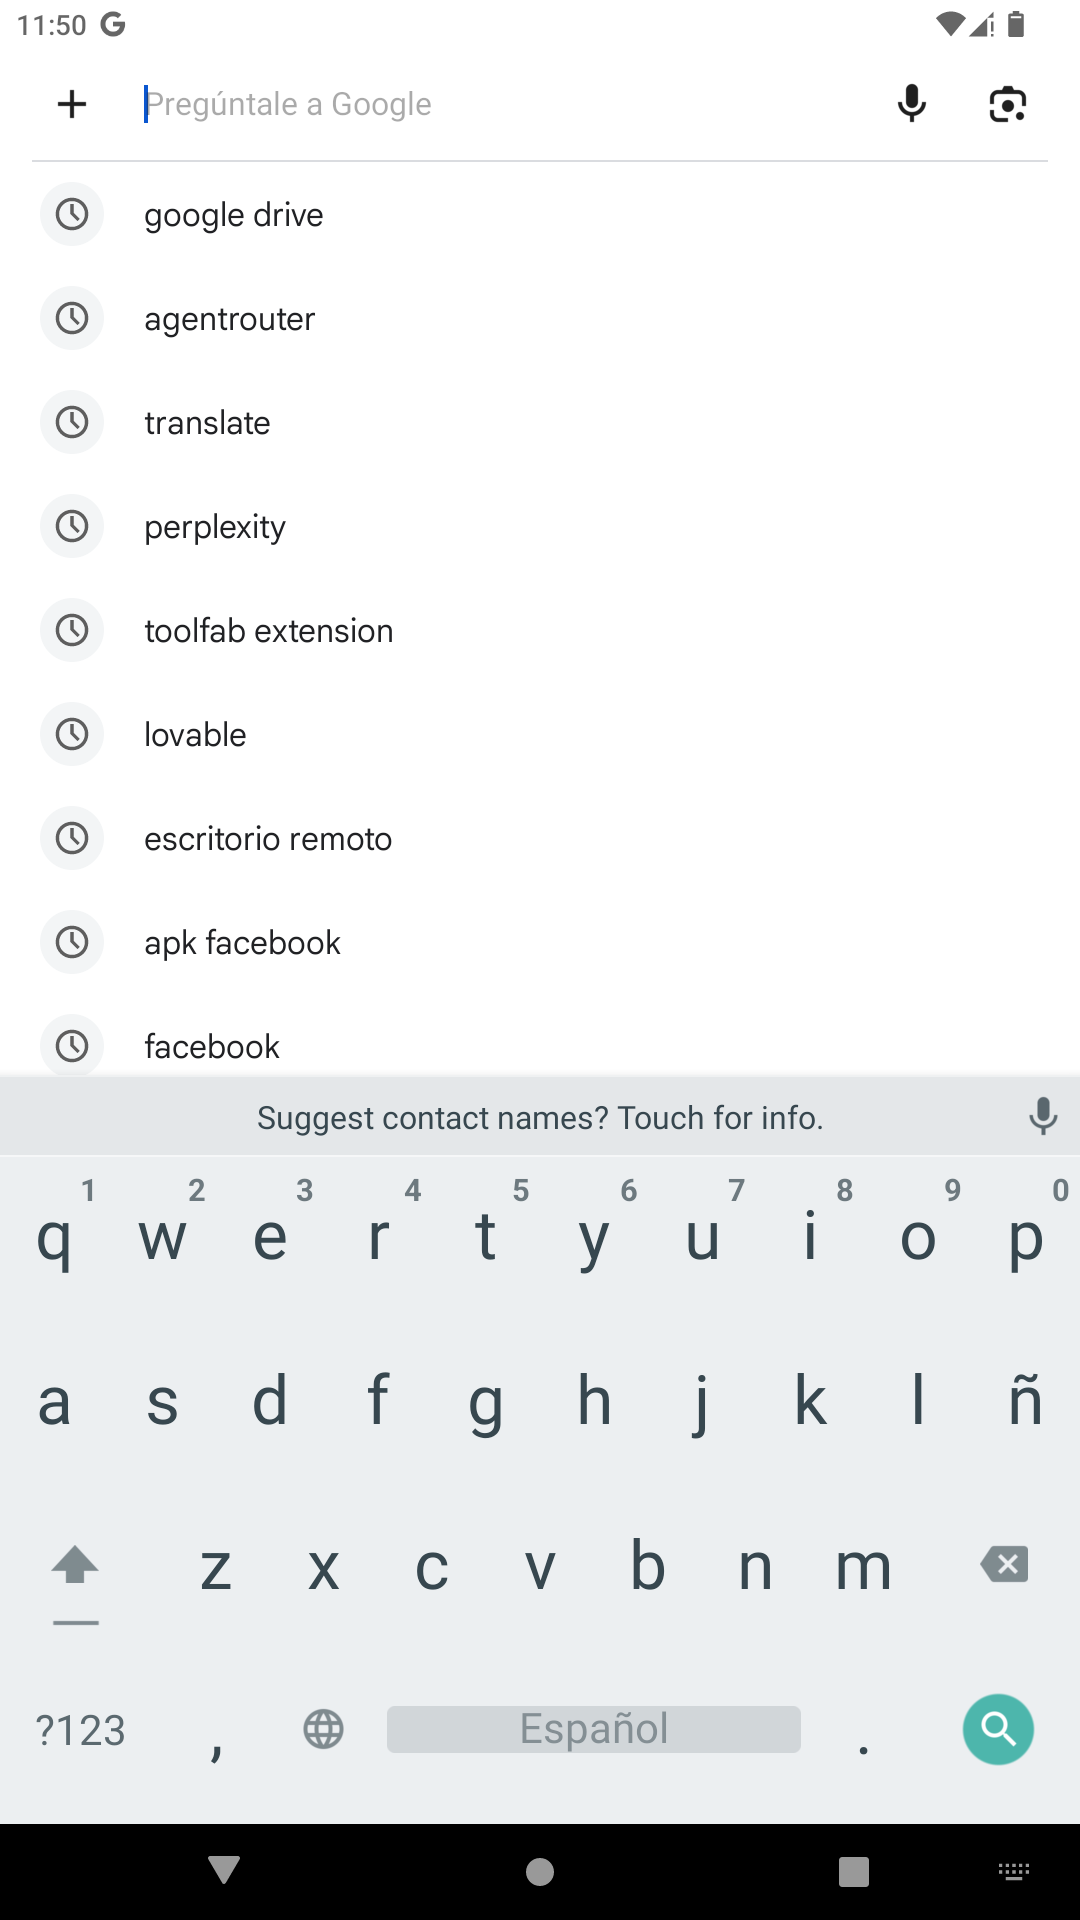 11:50 G
Pregúntale a Google
google drive
agentrouter
translate
perplexity
toolfab extension
lovable
escritorio remoto
apk facebook
facebook
Suggest contact names? Touch for info.
1 2 3 4 5 6 7 8 9 0
q w e r t y u i o p
a s d f g h j k l ñ
z x c v b n m
?123 , Español .